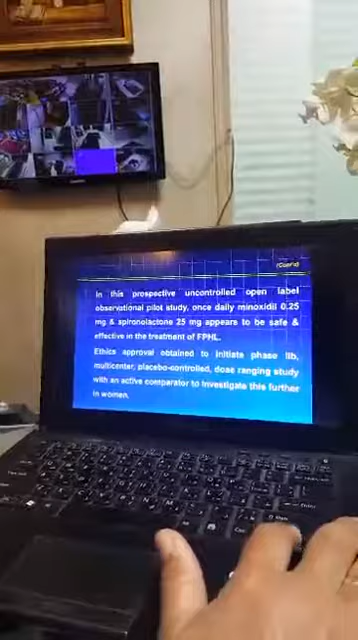 In this prospective uncontrolled open label
observational pilot study, once daily minoxidil 0.25
mg & spironolactone 25 mg appears to be safe &
effective in the treatment of FPHL.
Ethics approval obtained to initiate phase IIb,
multicenter, placebo-controlled, dose ranging study
with an active comparator to investigate this further
in women.